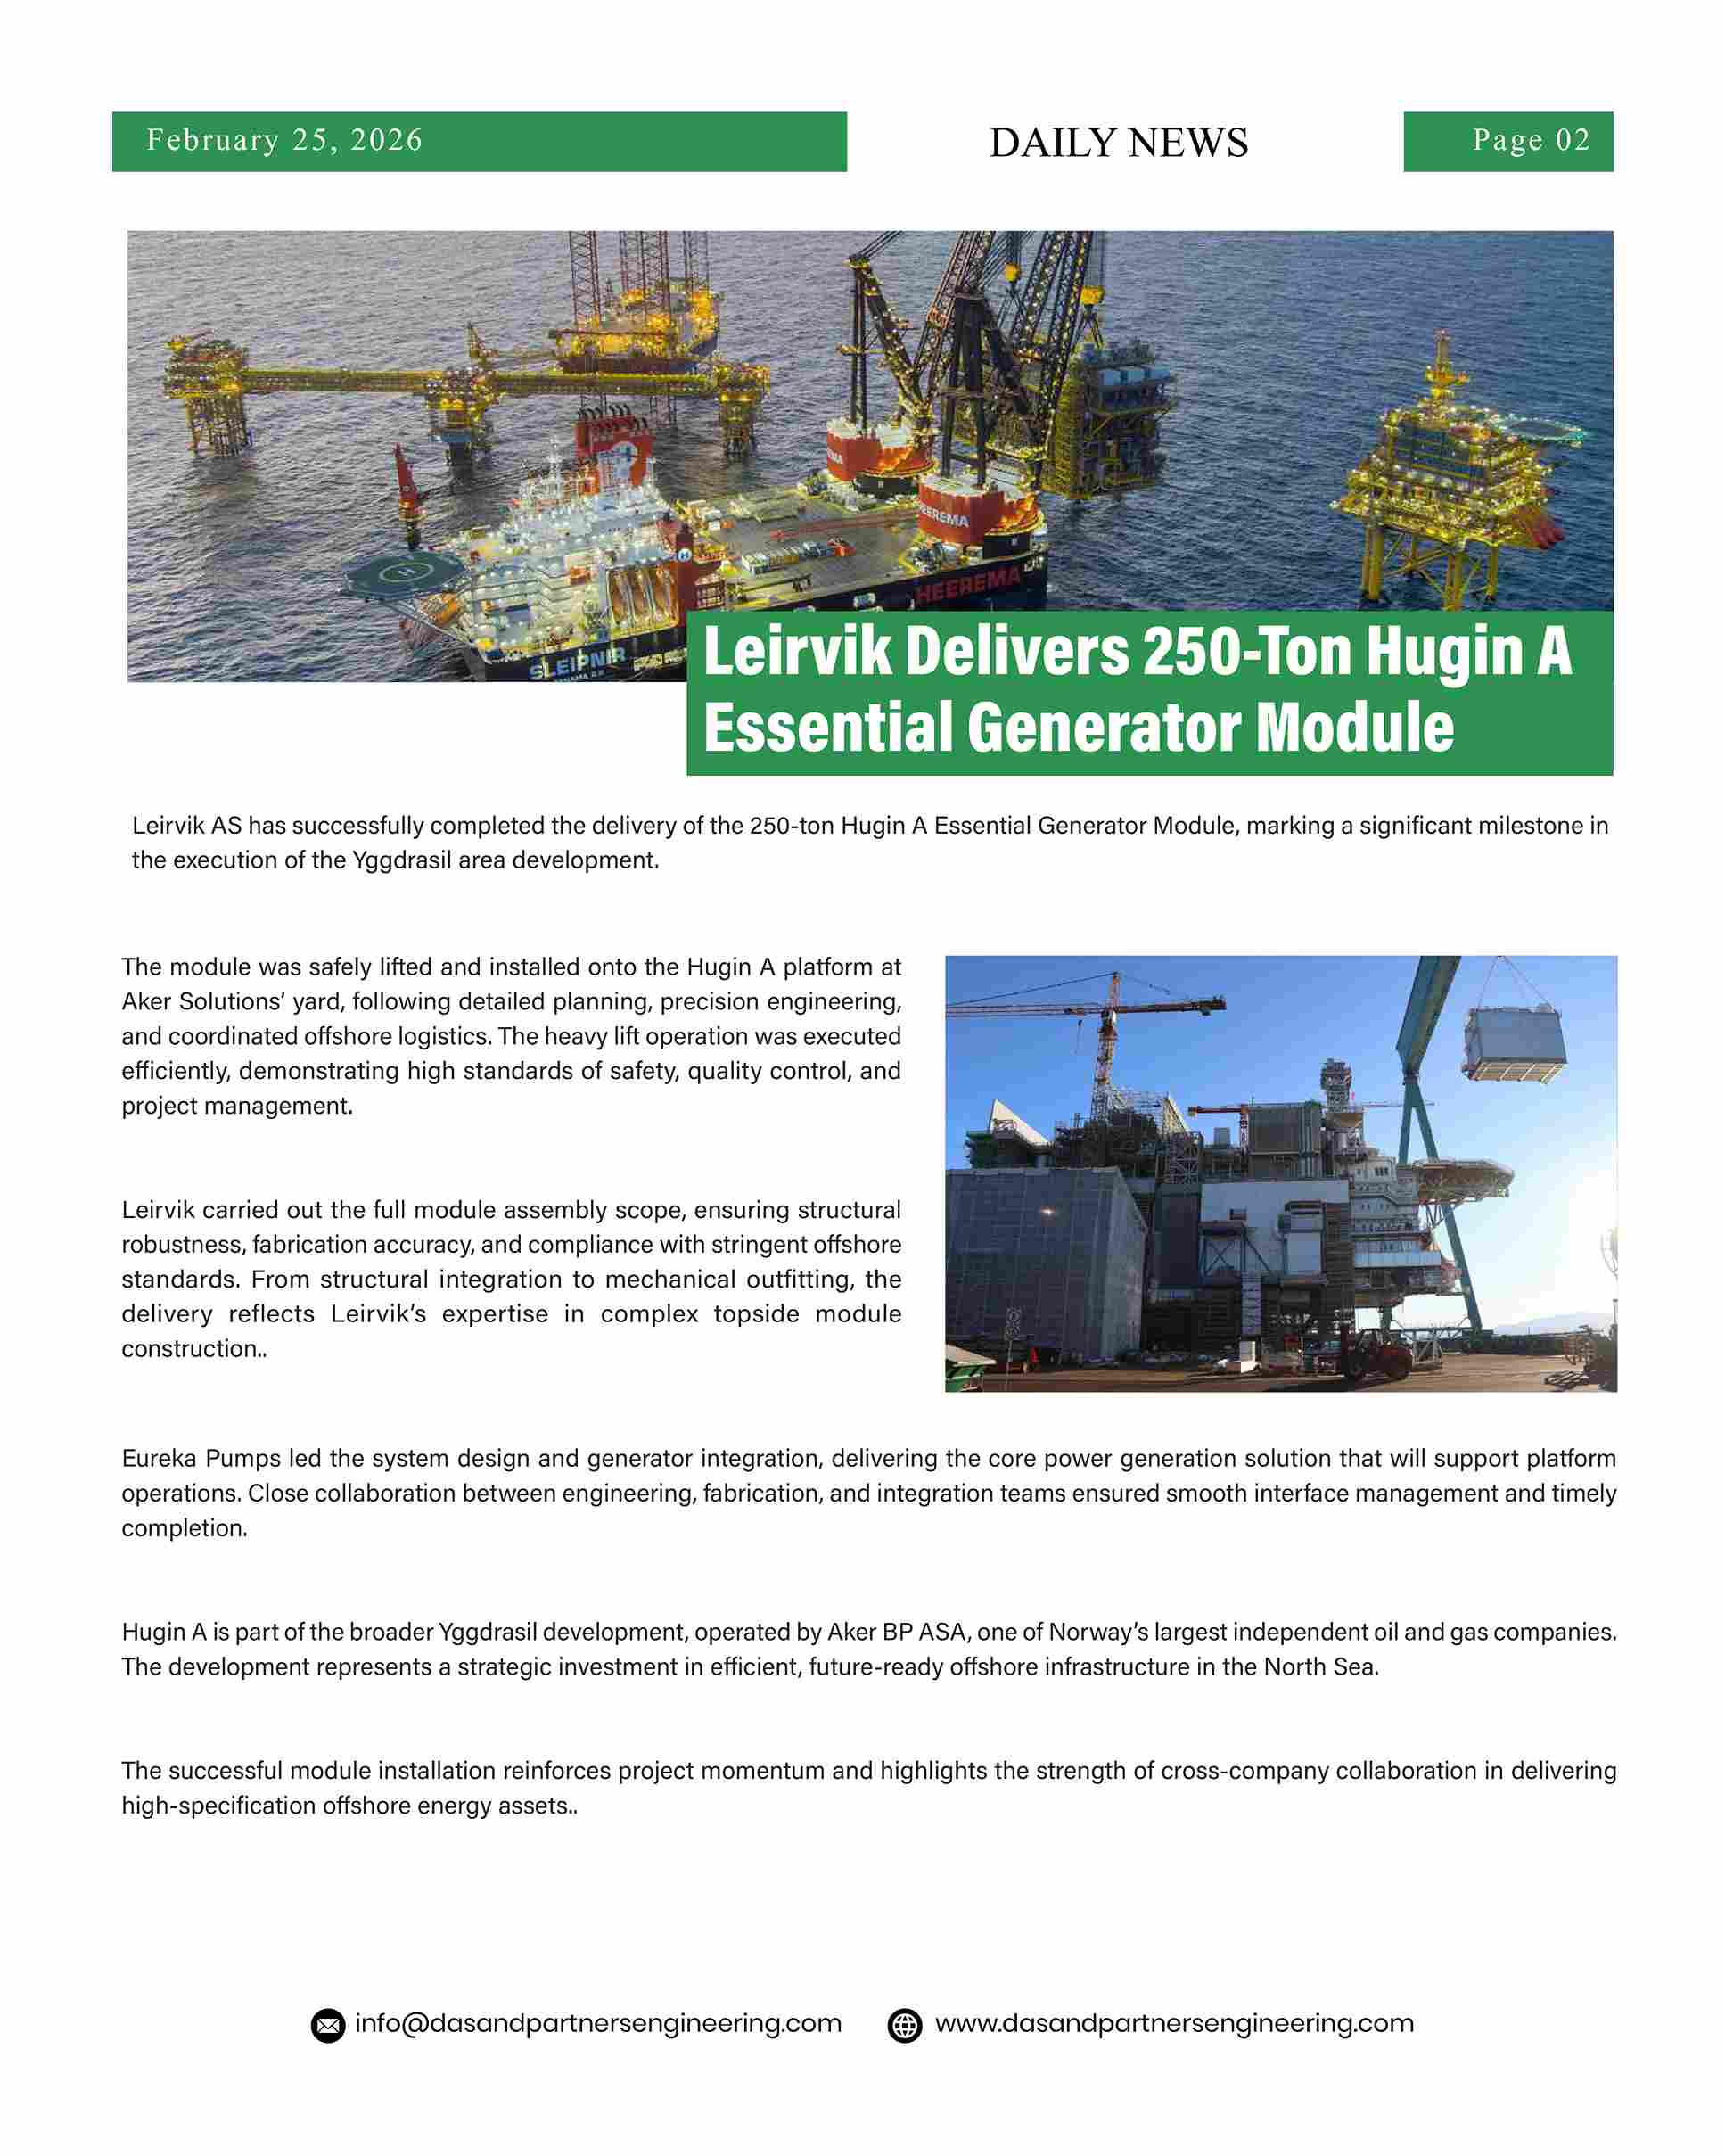 February 25, 2026
DAILY NEWS
Page 02
HEEREMA
HEEREMA
SLEIPNIR
Leirvik Delivers 250-Ton Hugin A
Essential Generator Module
Leirvik AS has successfully completed the delivery of the 250-ton Hugin A Essential Generator Module, marking a significant milestone in
the execution of the Yggdrasil area development.
The module was safely lifted and installed onto the Hugin A platform at
Aker Solutions’ yard, following detailed planning, precision engineering,
and coordinated offshore logistics. The heavy lift operation was executed
efficiently, demonstrating high standards of safety, quality control, and
project management.
Leirvik carried out the full module assembly scope, ensuring structural
robustness, fabrication accuracy, and compliance with stringent offshore
standards. From structural integration to mechanical outfitting, the
delivery reflects Leirvik’s expertise in complex topside module
construction..
Eureka Pumps led the system design and generator integration, delivering the core power generation solution that will support platform
operations. Close collaboration between engineering, fabrication, and integration teams ensured smooth interface management and timely
completion.
Hugin A is part of the broader Yggdrasil development, operated by Aker BP ASA, one of Norway’s largest independent oil and gas companies.
The development represents a strategic investment in efficient, future-ready offshore infrastructure in the North Sea.
The successful module installation reinforces project momentum and highlights the strength of cross-company collaboration in delivering
high-specification offshore energy assets..
info@dasandpartnersengineering.com
www.dasandpartnersengineering.com